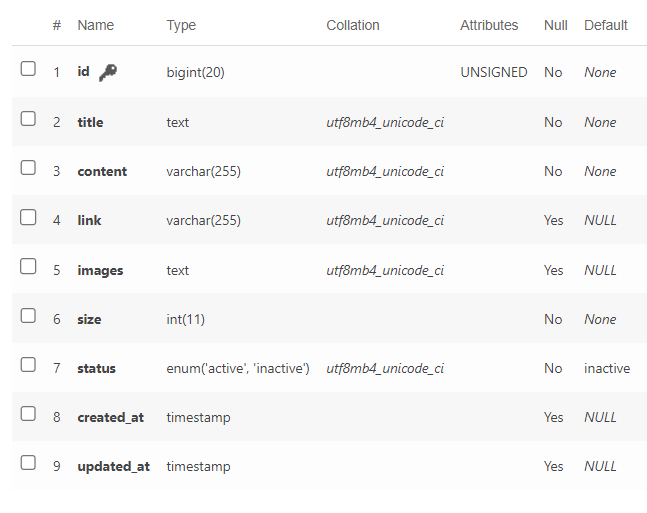 # Name Type Collation Attributes Null Default
1 id bigint(20) UNSIGNED No None
2 title text utf8mb4_unicode_ci No None
3 content varchar(255) utf8mb4_unicode_ci No None
4 link varchar(255) utf8mb4_unicode_ci Yes NULL
5 images text utf8mb4_unicode_ci Yes NULL
6 size int(11) No None
7 status enum('active', 'inactive') utf8mb4_unicode_ci No inactive
8 created_at timestamp Yes NULL
9 updated_at timestamp Yes NULL